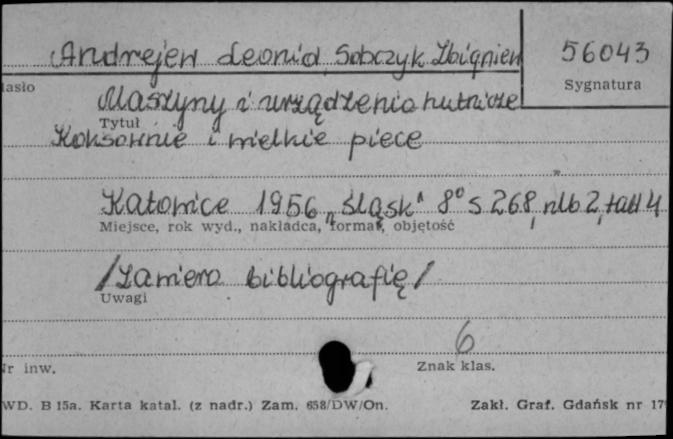 Andrejew Leonid, Sobczyk Zbigniew
56043
asło
Sygnatura
Maszyny i urządzenia hutnicze
Tytuł
Koksownie i wielkie piece
Katowice 1956 „Śląsk" 8° s 268, nlb 2, tabl 4
Miejsce, rok wyd., nakładca, format, objętość
/Zawiera bibliografię/
Uwagi
6
r inw.
Znak klas.
WD. B 15a. Karta katal. (z nadr.) Zam. 658/DW/On.
Zakł. Graf. Gdańsk nr 17